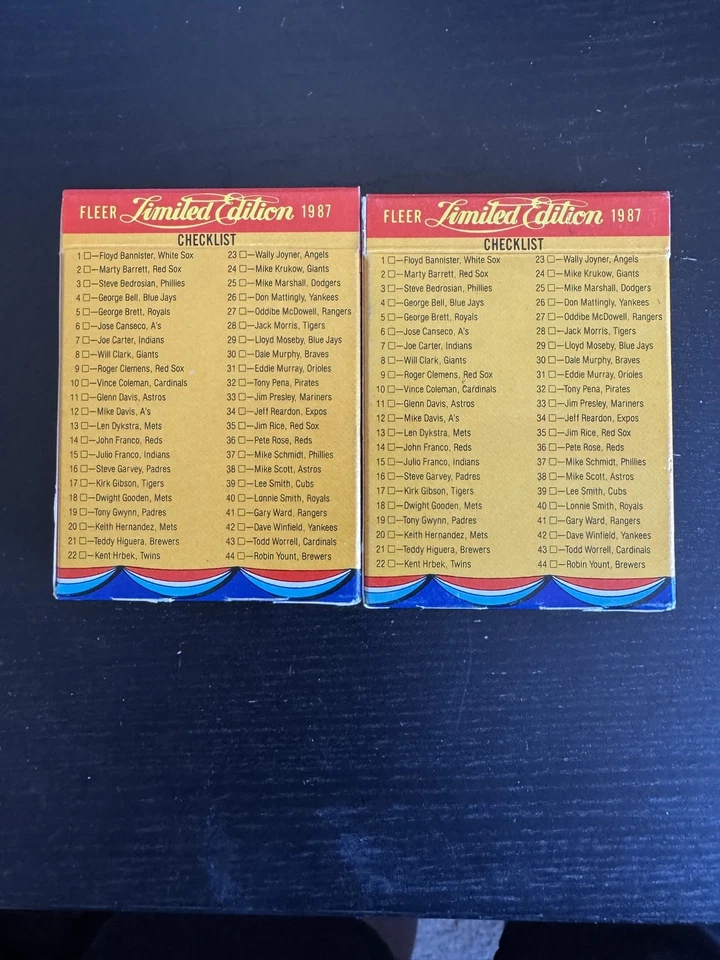 FLEER Limited Edition 1987
CHECKLIST
1 □—Floyd Bannister, White Sox
2 □—Marty Barrett, Red Sox
3 □—Steve Bedrosian, Phillies
4 □—George Bell, Blue Jays
5 □—George Brett, Royals
6 □—Jose Canseco, A's
7 □—Joe Carter, Indians
8 □—Will Clark, Giants
9 □—Roger Clemens, Red Sox
10 □—Vince Coleman, Cardinals
11 □—Glenn Davis, Astros
12 □—Mike Davis, A's
13 □—Len Dykstra, Mets
14 □—John Franco, Reds
15 □—Julio Franco, Indians
16 □—Steve Garvey, Padres
17 □—Kirk Gibson, Tigers
18 □—Dwight Gooden, Mets
19 □—Tony Gwynn, Padres
20 □—Keith Hernandez, Mets
21 □—Teddy Higuera, Brewers
22 □—Kent Hrbek, Twins
23 □—Wally Joyner, Angels
24 □—Mike Krukow, Giants
25 □—Mike Marshall, Dodgers
26 □—Don Mattingly, Yankees
27 □—Oddibe McDowell, Rangers
28 □—Jack Morris, Tigers
29 □—Lloyd Moseby, Blue Jays
30 □—Dale Murphy, Braves
31 □—Eddie Murray, Orioles
32 □—Tony Pena, Pirates
33 □—Jim Presley, Mariners
34 □—Jeff Reardon, Expos
35 □—Jim Rice, Red Sox
36 □—Pete Rose, Reds
37 □—Mike Schmidt, Phillies
38 □—Mike Scott, Astros
39 □—Lee Smith, Cubs
40 □—Lonnie Smith, Royals
41 □—Gary Ward, Rangers
42 □—Dave Winfield, Yankees
43 □—Todd Worrell, Cardinals
44 □—Robin Yount, Brewers
FLEER Limited Edition 1987
CHECKLIST
1 □—Floyd Bannister, White Sox
2 □—Marty Barrett, Red Sox
3 □—Steve Bedrosian, Phillies
4 □—George Bell, Blue Jays
5 □—George Brett, Royals
6 □—Jose Canseco, A's
7 □—Joe Carter, Indians
8 □—Will Clark, Giants
9 □—Roger Clemens, Red Sox
10 □—Vince Coleman, Cardinals
11 □—Glenn Davis, Astros
12 □—Mike Davis, A's
13 □—Len Dykstra, Mets
14 □—John Franco, Reds
15 □—Julio Franco, Indians
16 □—Steve Garvey, Padres
17 □—Kirk Gibson, Tigers
18 □—Dwight Gooden, Mets
19 □—Tony Gwynn, Padres
20 □—Keith Hernandez, Mets
21 □—Teddy Higuera, Brewers
22 □—Kent Hrbek, Twins
23 □—Wally Joyner, Angels
24 □—Mike Krukow, Giants
25 □—Mike Marshall, Dodgers
26 □—Don Mattingly, Yankees
27 □—Oddibe McDowell, Rangers
28 □—Jack Morris, Tigers
29 □—Lloyd Moseby, Blue Jays
30 □—Dale Murphy, Braves
31 □—Eddie Murray, Orioles
32 □—Tony Pena, Pirates
33 □—Jim Presley, Mariners
34 □—Jeff Reardon, Expos
35 □—Jim Rice, Red Sox
36 □—Pete Rose, Reds
37 □—Mike Schmidt, Phillies
38 □—Mike Scott, Astros
39 □—Lee Smith, Cubs
40 □—Lonnie Smith, Royals
41 □—Gary Ward, Rangers
42 □—Dave Winfield, Yankees
43 □—Todd Worrell, Cardinals
44 □—Robin Yount, Brewers